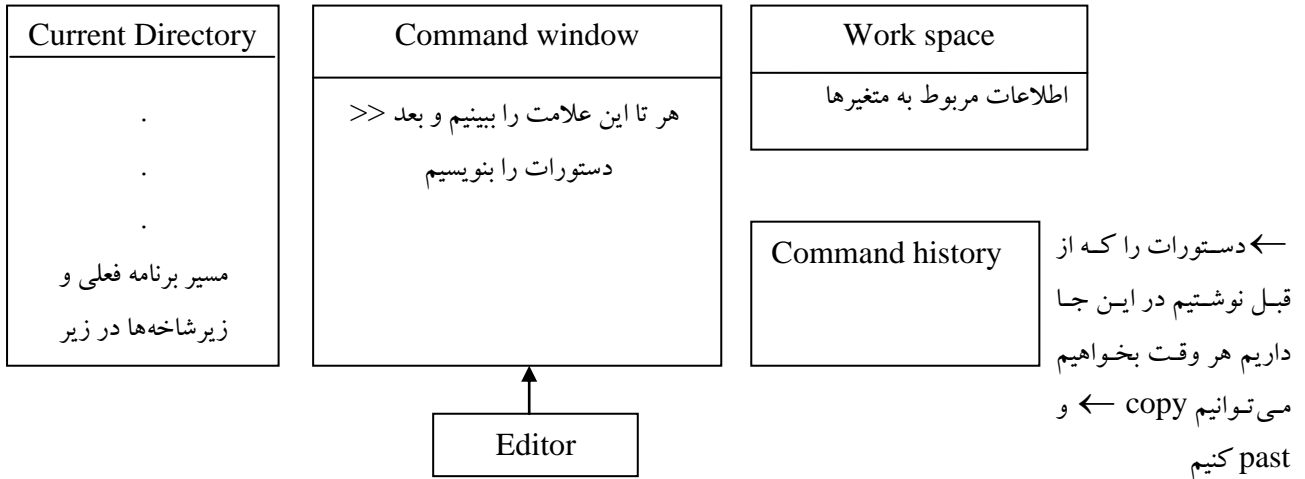 Current Directory
.
.
.
مسیر برنامه فعلی و
زیرشاخه‌ها در زیر
Command window
هر تا این علامت را ببینیم و بعد >>
دستورات را بنویسیم
Editor
Work space
اطلاعات مربوط به متغیرها
Command history
←دستورات را که از
قبل نوشتیم در این جا
داریم هر وقت بخواهیم
می‌توانیم copy ← و
past کنیم